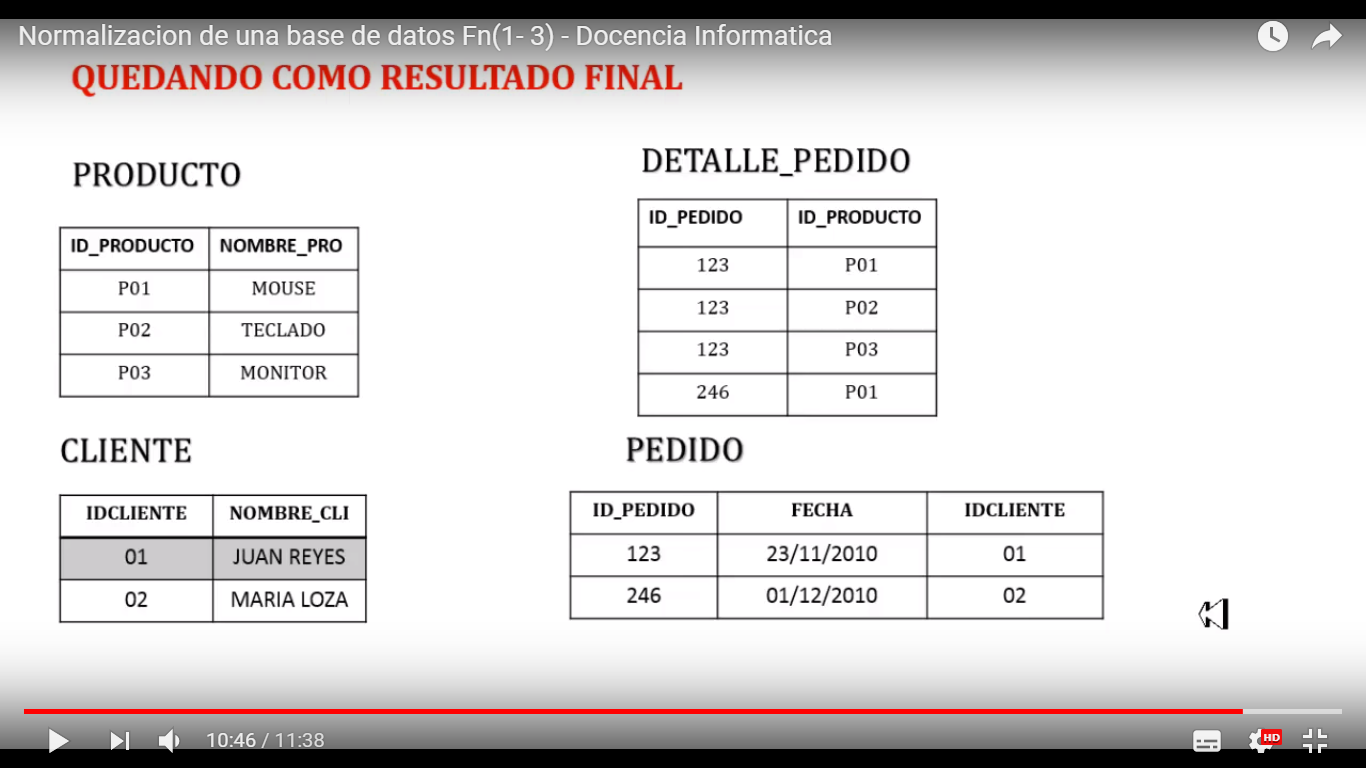 Normalizacion de una base de datos Fn(1- 3) - Docencia Informatica
QUEDANDO COMO RESULTADO FINAL
PRODUCTO
ID_PRODUCTO NOMBRE_PRO
P01 MOUSE
P02 TECLADO
P03 MONITOR
DETALLE_PEDIDO
ID_PEDIDO ID_PRODUCTO
123 P01
123 P02
123 P03
246 P01
CLIENTE
IDCLIENTE NOMBRE_CLI
01 JUAN REYES
02 MARIA LOZA
PEDIDO
ID_PEDIDO FECHA IDCLIENTE
123 23/11/2010 01
246 01/12/2010 02
10:46 / 11:38
HD